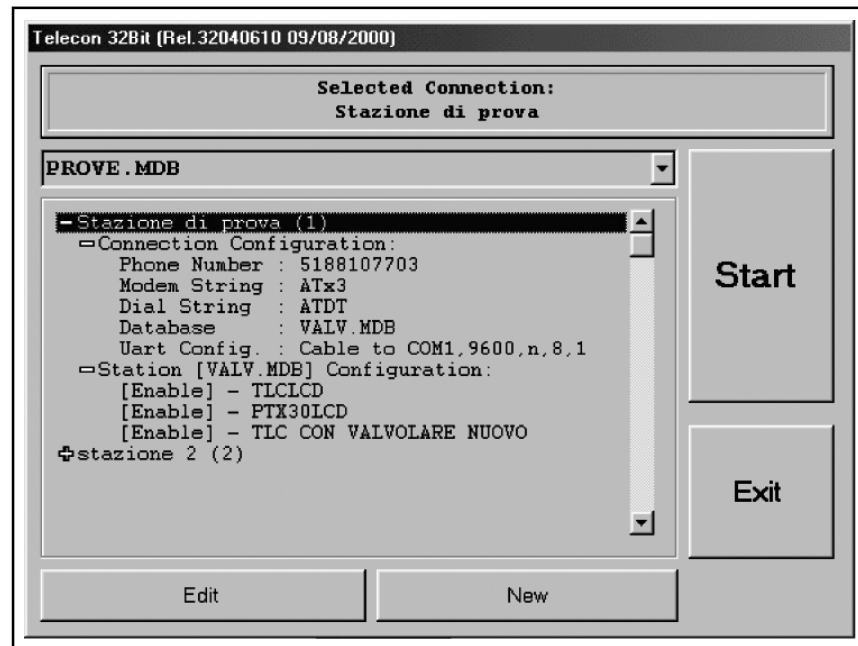 Telecon 32Bit (Rel.32040610 09/08/2000)
Selected Connection:
Stazione di prova
PROVE.MDB
Stazione di prova (1)
Connection Configuration:
Phone Number : 5188107703
Modem String : ATx3
Dial String : ATDT
Database : VALV.MDB
Uart Config. : Cable to COM1,9600,n,8,1
Station [VALV.MDB] Configuration:
[Enable] - TLCLCD
[Enable] - PTX30LCD
[Enable] - TLC CON VALVOLARE NUOVO
stazione 2 (2)
Start
Exit
Edit
New